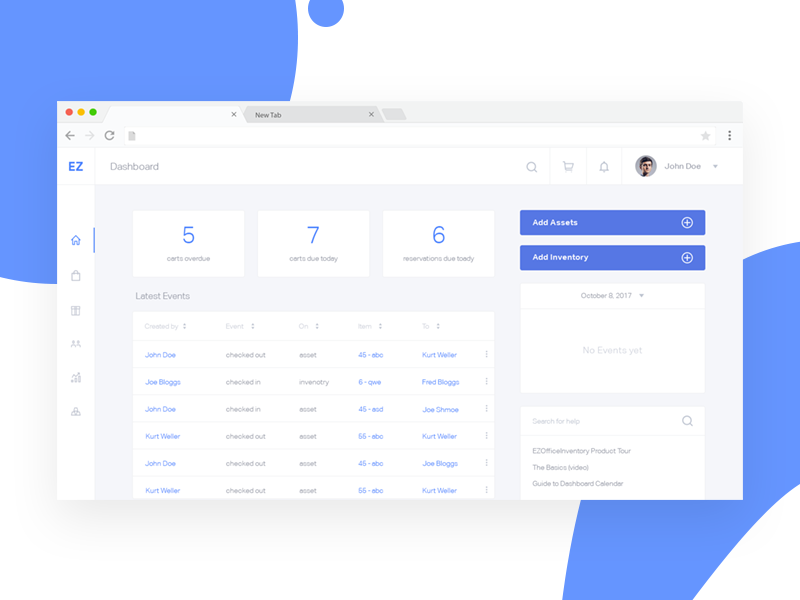 New Tab
EZ
Dashboard
John Doe
5
carts overdue
7
carts due today
6
reservations due toady
Add Assets
Add Inventory
Latest Events
Created by Event On Item To
John Doe checked out asset 45 - abc Kurt Weller
Joe Bloggs checked in invenotry 6 - qwe Fred Bloggs
John Doe checked in asset 45 - asd Joe Shmoe
Kurt Weller checked out asset 55 - abc Kurt Weller
John Doe checked out asset 45 - abc Joe Bloggs
Kurt Weller checked out asset 55 - abc Kurt Weller
October 8, 2017
No Events yet
Search for help
EZOfficeInventory Product Tour
The Basics (video)
Guide to Dashboard Calendar